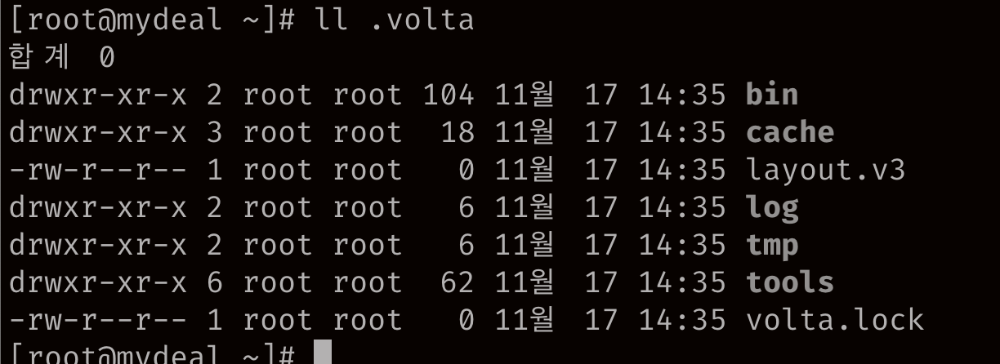 [root@mydeal ~]# ll .volta
합계 0
drwxr-xr-x 2 root root 104 11월 17 14:35 bin
drwxr-xr-x 3 root root 18 11월 17 14:35 cache
-rw-r--r-- 1 root root 0 11월 17 14:35 layout.v3
drwxr-xr-x 2 root root 6 11월 17 14:35 log
drwxr-xr-x 2 root root 6 11월 17 14:35 tmp
drwxr-xr-x 6 root root 62 11월 17 14:35 tools
-rw-r--r-- 1 root root 0 11월 17 14:35 volta.lock
[root@mydeal ~]#